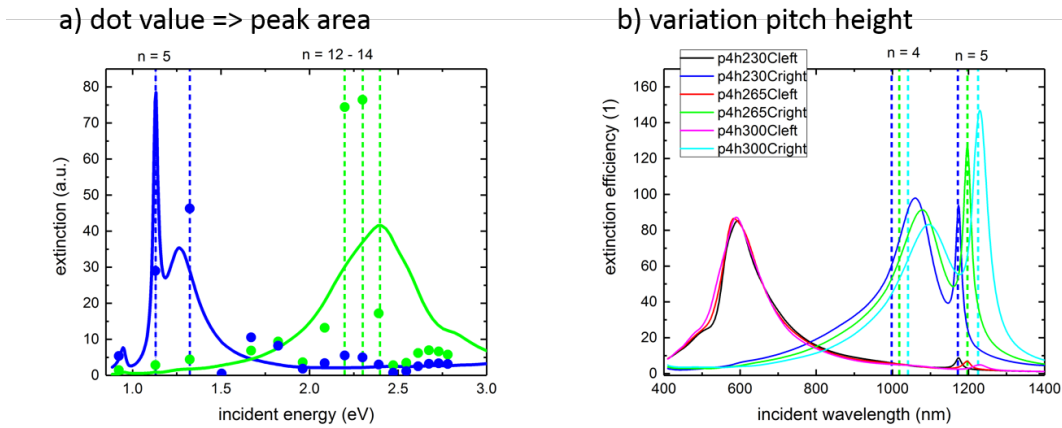 a) dot value => peak area
n = 5
n = 12 - 14
extinction (a.u.)
80
70
60
50
40
30
20
10
0
1.0
1.5
2.0
2.5
3.0
incident energy (eV)
b) variation pitch height
p4h230Cleft
p4h230Cright
p4h265Cleft
p4h265Cright
p4h300Cleft
p4h300Cright
n = 4
n = 5
extinction efficiency (1)
160
140
120
100
80
60
40
20
0
400
600
800
1000
1200
1400
incident wavelength (nm)